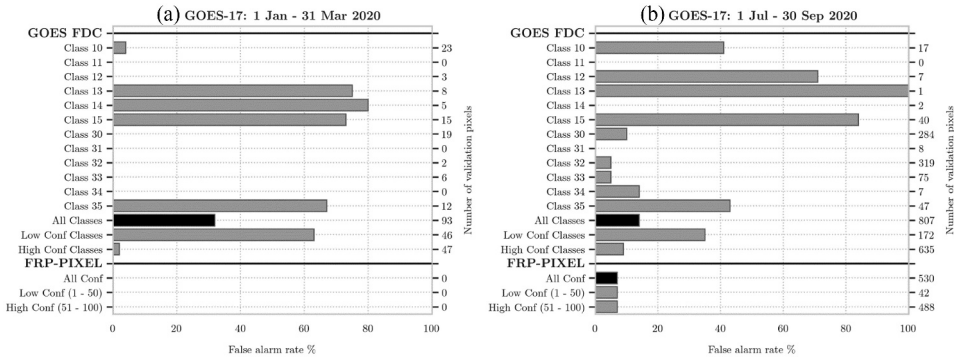 (a) GOES-17: 1 Jan - 31 Mar 2020
GOES FDC
Class 10 23
Class 11 0
Class 12 3
Class 13 8
Class 14 5
Class 15 15
Class 30 19
Class 31 0
Class 32 2
Class 33 6
Class 34 0
Class 35 12
All Classes 93
Low Conf Classes 46
High Conf Classes 47
FRP-PIXEL
All Conf 0
Low Conf (1 - 50) 0
High Conf (51 - 100) 0
0 20 40 60 80 100
False alarm rate %
Number of validation pixels
(b) GOES-17: 1 Jul - 30 Sep 2020
GOES FDC
Class 10 17
Class 11 0
Class 12 7
Class 13 1
Class 14 2
Class 15 40
Class 30 284
Class 31 8
Class 32 319
Class 33 75
Class 34 7
Class 35 47
All Classes 807
Low Conf Classes 172
High Conf Classes 635
FRP-PIXEL
All Conf 530
Low Conf (1 - 50) 42
High Conf (51 - 100) 488
0 20 40 60 80 100
False alarm rate %
Number of validation pixels